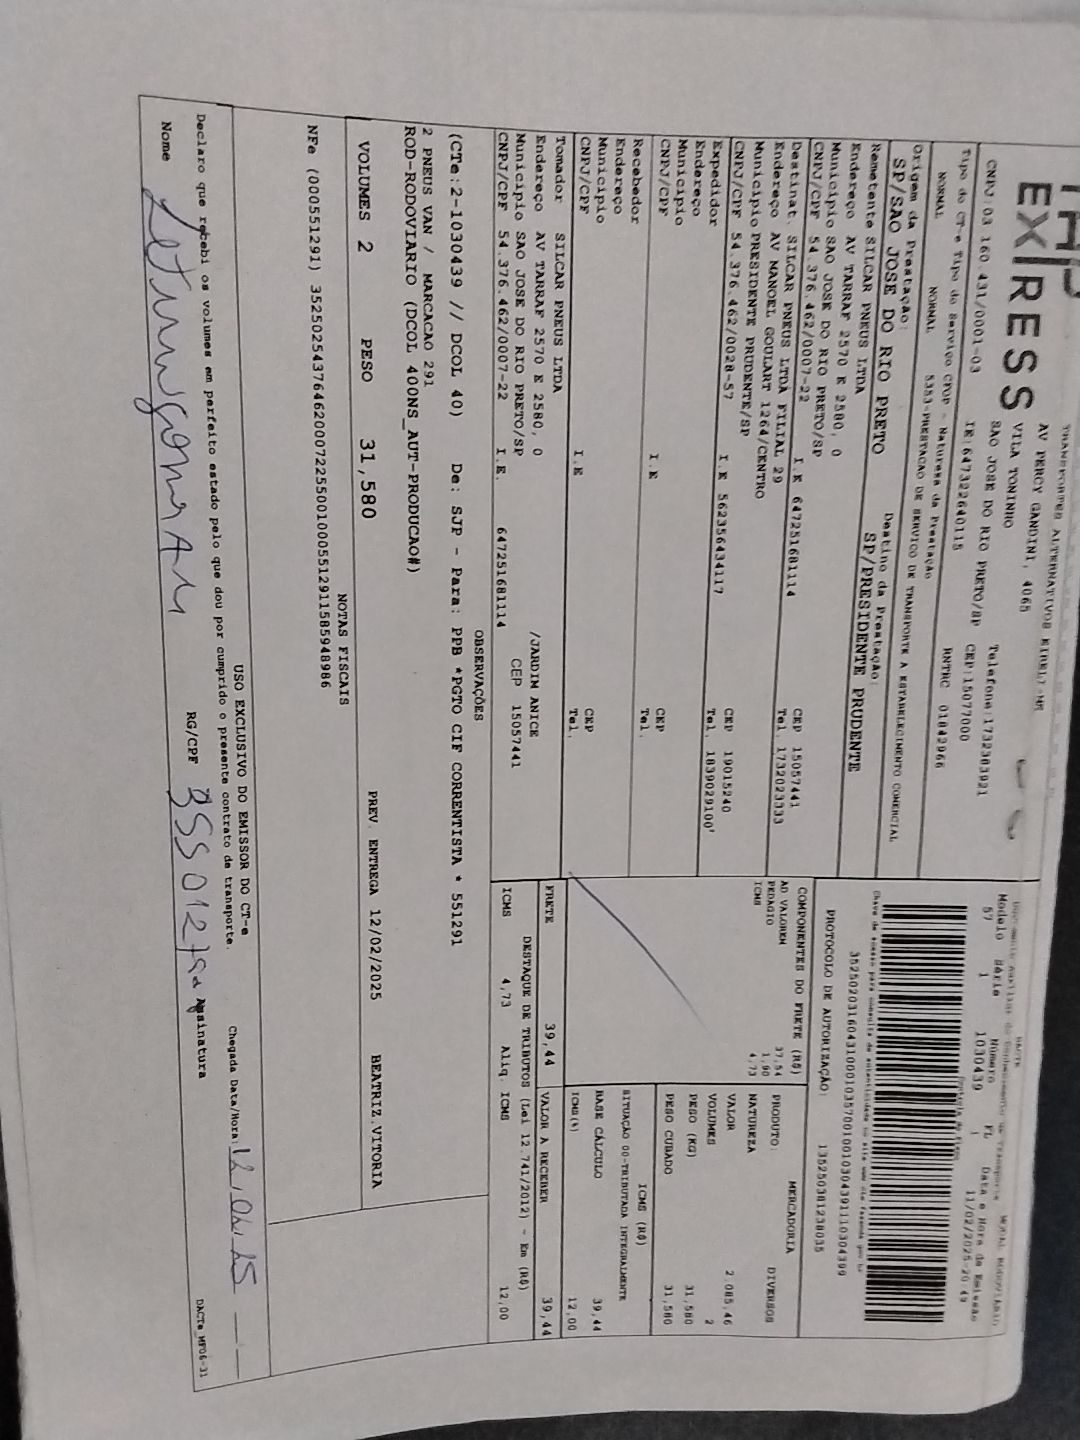 EX/RESS
TRANSPORTES ALTERNATIVOS EIRELI
AV PERCY GANDINI, 4065
VILA TONINHO
SAO JOSE DO RIO PRETO/SP CEP:15077000
Telefone:1732383921
CNPJ:03 160.431/0001-03 IE:647322640115 RNTRC 01842966
Tipo do CT-e Tipo do Serviço CFOP - Natureza da Prestação
NORMAL NORMAL 5353-PRESTACAO DE SERVICO DE TRANSPORTE A ESTABELECIMENTO COMERCIAL
Origem da Prestação: Destino da Prestação:
SP/SAO JOSE DO RIO PRETO SP/PRESIDENTE PRUDENTE
Remetente SILCAR PNEUS LTDA
Endereço AV TARRAF 2570 E 2580, 0
Município SAO JOSE DO RIO PRETO/SP CEP 15057441
CNPJ/CPF 54.376.462/0007-22 I.E 647251681114 Tel. 1732023333
Destinat. SILCAR PNEUS LTDA FILIAL 29
Endereço AV MANOEL GOULART 1264/CENTRO
Município PRESIDENTE PRUDENTE/SP CEP 19015240
CNPJ/CPF 54.376.462/0028-57 I.E 562356434117 Tel. 1839029100'
Expedidor
Endereço
Município CEP
CNPJ/CPF I.E Tel.
Recebedor
Endereço
Município CEP
CNPJ/CPF I.E Tel.
Tomador SILCAR PNEUS LTDA
Endereço AV TARRAF 2570 E 2580, 0 /JARDIM ANICE
Município SAO JOSE DO RIO PRETO/SP CEP 15057441
CNPJ/CPF 54.376.462/0007-22 I.E. 647251681114
Modelo Série Número FL Data e Hora da Emissão
57 1 1030439 1 11/02/2025-20:49
35250203160431000103570010010304391110304399
PROTOCOLO DE AUTORIZAÇÃO: 135250381238035
COMPONENTES DO FRETE (R$)
AD VALOREM 37,54
PEDAGIO 1,90
ICMS 4,73
MERCADORIA
PRODUTO: DIVERSOS
NATUREZA
VALOR 2.085,46
VOLUMES 2
PESO (KG) 31,580
PESO CUBADO 31,580
ICMS (R$)
SITUAÇÃO 00-TRIBUTADA INTEGRALMENTE
BASE CÁLCULO 39,44
ICMS(%) 12,00
FRETE 39,44 VALOR A RECEBER 39,44
DESTAQUE DE TRIBUTOS (Lei 12.741/2012) - Em (R$)
ICMS 4,73 Aliq. ICMS 12,00
OBSERVAÇÕES
(CTe:2-1030439 // DCOL 40) De: SJP - Para: PPB *PGTO CIF CORRENTISTA * 551291
2 PNEUS VAN / MARCACAO 291
ROD-RODOVIARIO (DCOL 400NS_AUT-PRODUCAO#)
VOLUMES 2 PESO 31,580 PREV. ENTREGA 12/02/2025 BEATRIZ.VITORIA
NOTAS FISCAIS
NFe (000551291) 35250254376462000722550010005512911585948986
USO EXCLUSIVO DO EMISSOR DO CT-e
Declaro que recebi os volumes em perfeito estado pelo que dou por cumprido o presente contrato de transporte.
Chegada Data/Hora:
Nome RG/CPF Assinatura
DACTe_MF06-31